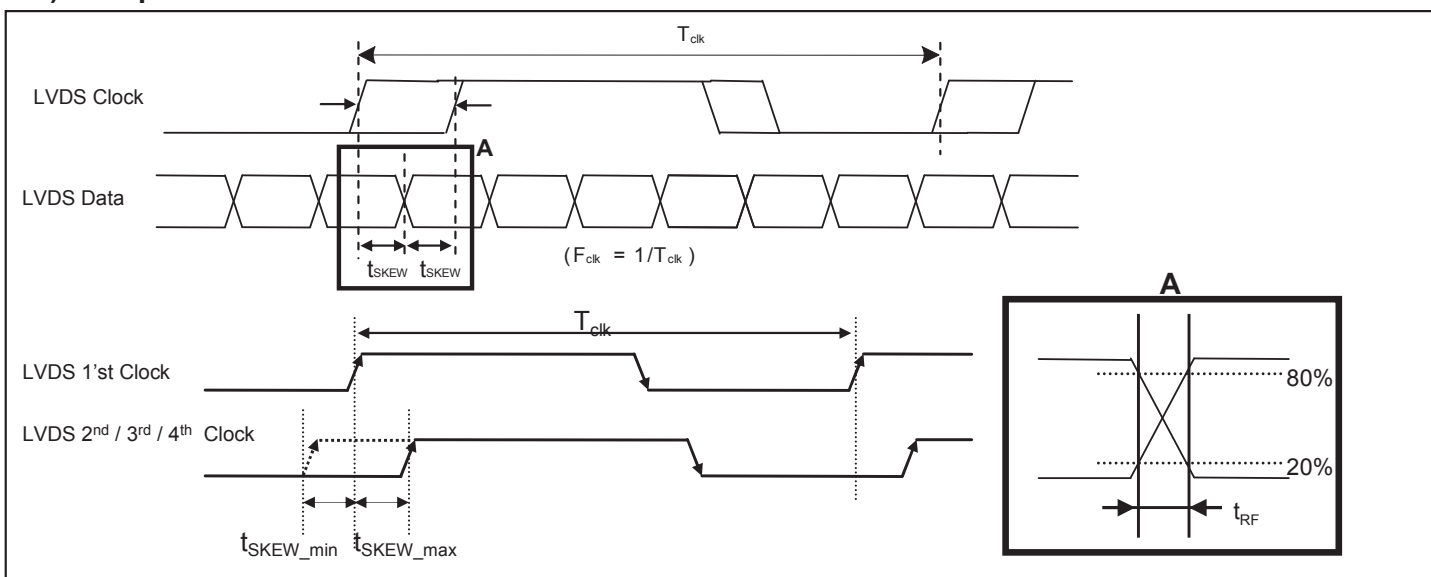 T clk
LVDS Clock
A
LVDS Data
tSKEW tSKEW
( Fclk = 1/Tclk )
A
Tclk
LVDS 1'st Clock
80%
LVDS 2nd / 3rd / 4th Clock
20%
tRF
tSKEW_min tSKEW_max